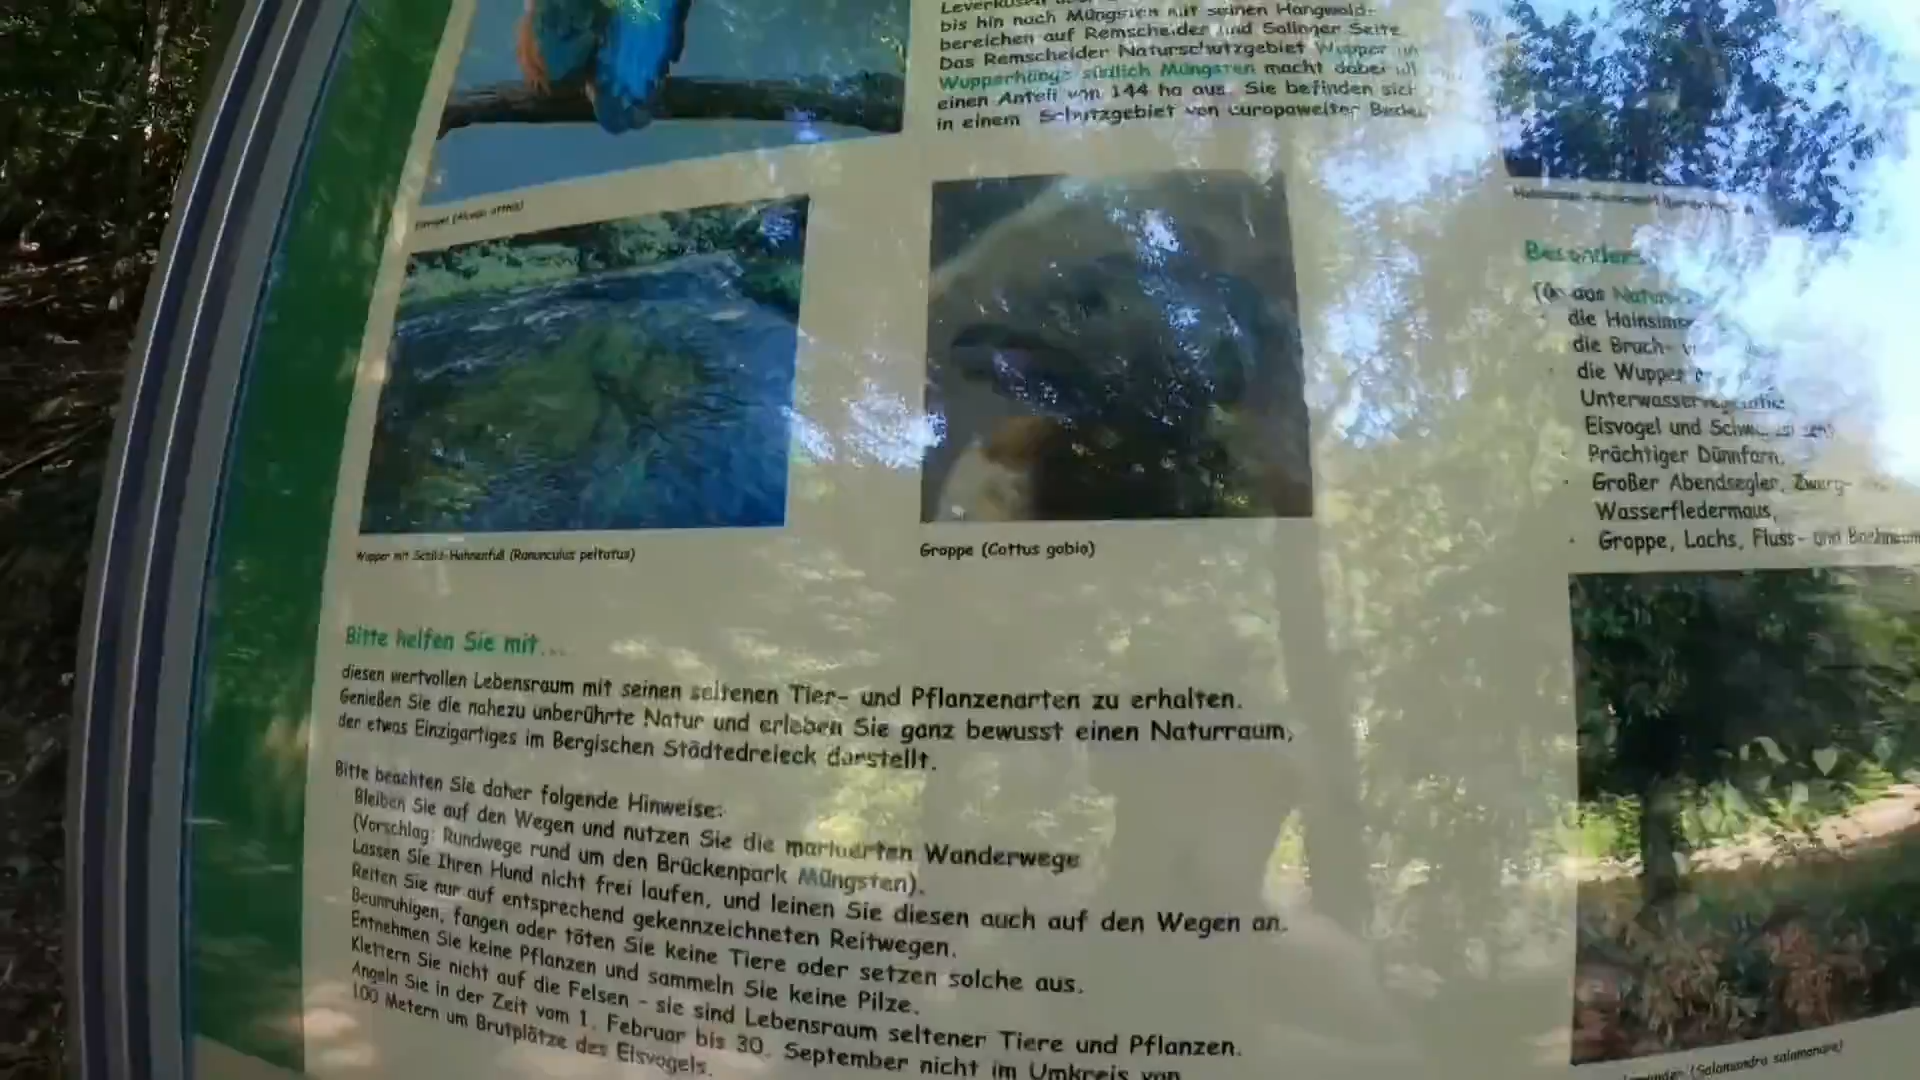 Leverkusen
bis hin nach Müngsten mit seinen Hangwald-
bereichen auf Remscheider und Solinger Seite.
Das Remscheider Naturschutzgebiet Wupper
Wupperhänge südlich Müngsten macht dabei
einen Anteil von 144 ha aus. Sie befinden sich
in einem Schutzgebiet von europaweiter
Eisvogel (Alcedo atthis)
Wupper mit Schild-Hahnenfuß (Ranunculus peltatus)
Groppe (Cottus gobio)
Bitte helfen Sie mit...
diesen wertvollen Lebensraum mit seinen seltenen Tier- und Pflanzenarten zu erhalten.
Genießen Sie die nahezu unberührte Natur und erleben Sie ganz bewusst einen Naturraum,
der etwas Einzigartiges im Bergischen Städtedreieck darstellt.
Bitte beachten Sie daher folgende Hinweise:
Bleiben Sie auf den Wegen und nutzen Sie die markierten Wanderwege
(Vorschlag: Rundwege rund um den Brückenpark Müngsten).
Lassen Sie Ihren Hund nicht frei laufen, und leinen Sie diesen auch auf den Wegen an.
Reiten Sie nur auf entsprechend gekennzeichneten Reitwegen.
Beunruhigen, fangen oder töten Sie keine Tiere oder setzen solche aus.
Entnehmen Sie keine Pflanzen und sammeln Sie keine Pilze.
Klettern Sie nicht auf die Felsen - sie sind Lebensraum seltener Tiere und Pflanzen.
Angeln Sie in der Zeit vom 1. Februar bis 30. September nicht im Umkreis von
100 Metern um Brutplätze des Eisvogels.
die
die Bruch-
die Wupper
Eisvogel und
Prächtiger Dünnfarn,
Großer Abendsegler, Zwerg-
Wasserfledermaus,
Groppe, Lachs, Fluss- und
(Salamandra salamandra)